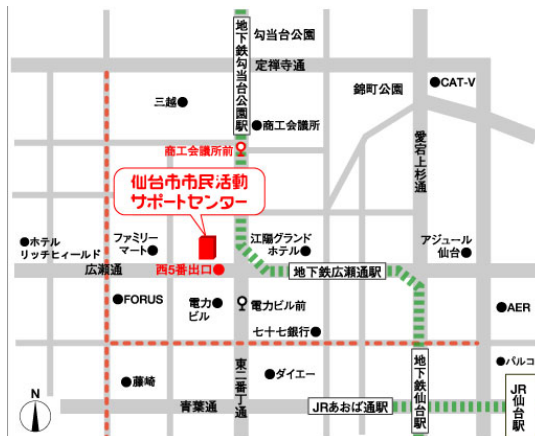 勾当台公園
地下鉄勾当台公園駅
定禅寺通
錦町公園
CAT-V
三越
商工会議所
愛宕上杉通
商工会議所前
仙台市市民活動
サポートセンター
ホテル
リッチヒィールド
ファミリー
マート
江陽グランド
ホテル
アジュール
仙台
広瀬通
西5番出口
地下鉄広瀬通駅
FORUS
電力
ビル
電力ビル前
AER
七十七銀行
東二番丁通
地下鉄仙台駅
パルコ
藤崎
ダイエー
JR仙台駅
N
青葉通
JRあおば通駅